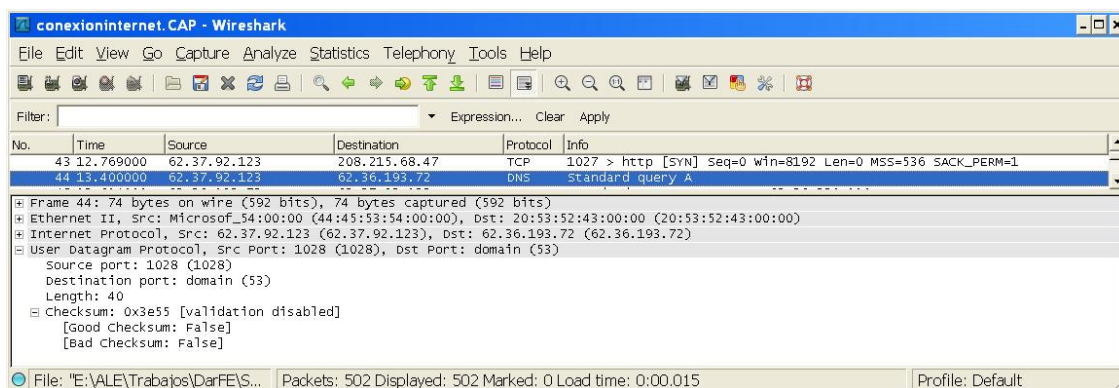 conexioninternet.CAP - Wireshark
File Edit View Go Capture Analyze Statistics Telephony Tools Help
Filter: Expression... Clear Apply
No. Time Source Destination Protocol Info
43 12.769000 62.37.92.123 208.215.68.47 TCP 1027 > http [SYN] Seq=0 Win=8192 Len=0 MSS=536 SACK_PERM=1
44 13.400000 62.37.92.123 62.36.193.72 DNS Standard query A
Frame 44: 74 bytes on wire (592 bits), 74 bytes captured (592 bits)
Ethernet II, Src: Microsof_54:00:00 (44:45:53:54:00:00), Dst: 20:53:52:43:00:00 (20:53:52:43:00:00)
Internet Protocol, Src: 62.37.92.123 (62.37.92.123), Dst: 62.36.193.72 (62.36.193.72)
User Datagram Protocol, Src Port: 1028 (1028), Dst Port: domain (53)
Source port: 1028 (1028)
Destination port: domain (53)
Length: 40
Checksum: 0x3e55 [validation disabled]
[Good Checksum: False]
[Bad Checksum: False]
File: "E:\ALE\Trabajos\DarFE\S... Packets: 502 Displayed: 502 Marked: 0 Load time: 0:00.015 Profile: Default